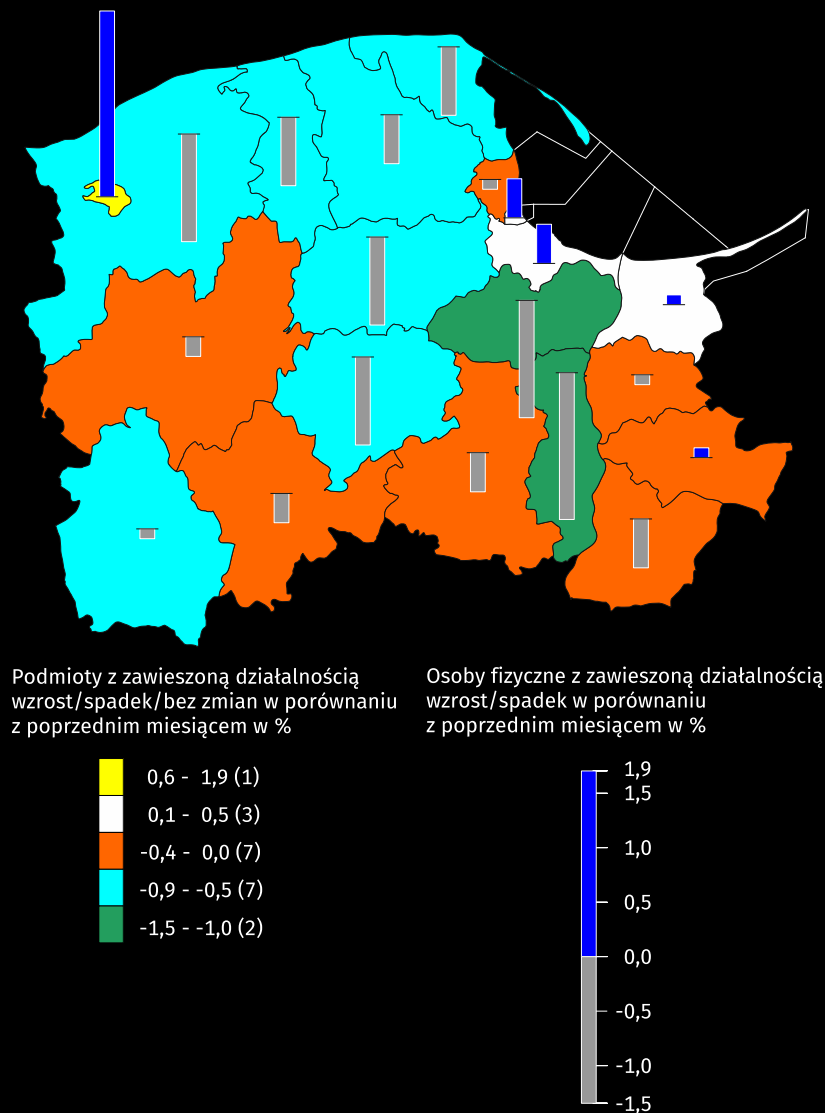 Podmioty z zawieszoną działalnością
wzrost/spadek/bez zmian w porównaniu
z poprzednim miesiącem w %
0,6 - 1,9 (1)
0,1 - 0,5 (3)
-0,4 - 0,0 (7)
-0,9 - -0,5 (7)
-1,5 - -1,0 (2)
Osoby fizyczne z zawieszoną działalnością
wzrost/spadek w porównaniu
z poprzednim miesiącem w %
1,9
1,5
1,0
0,5
0,0
-0,5
-1,0
-1,5